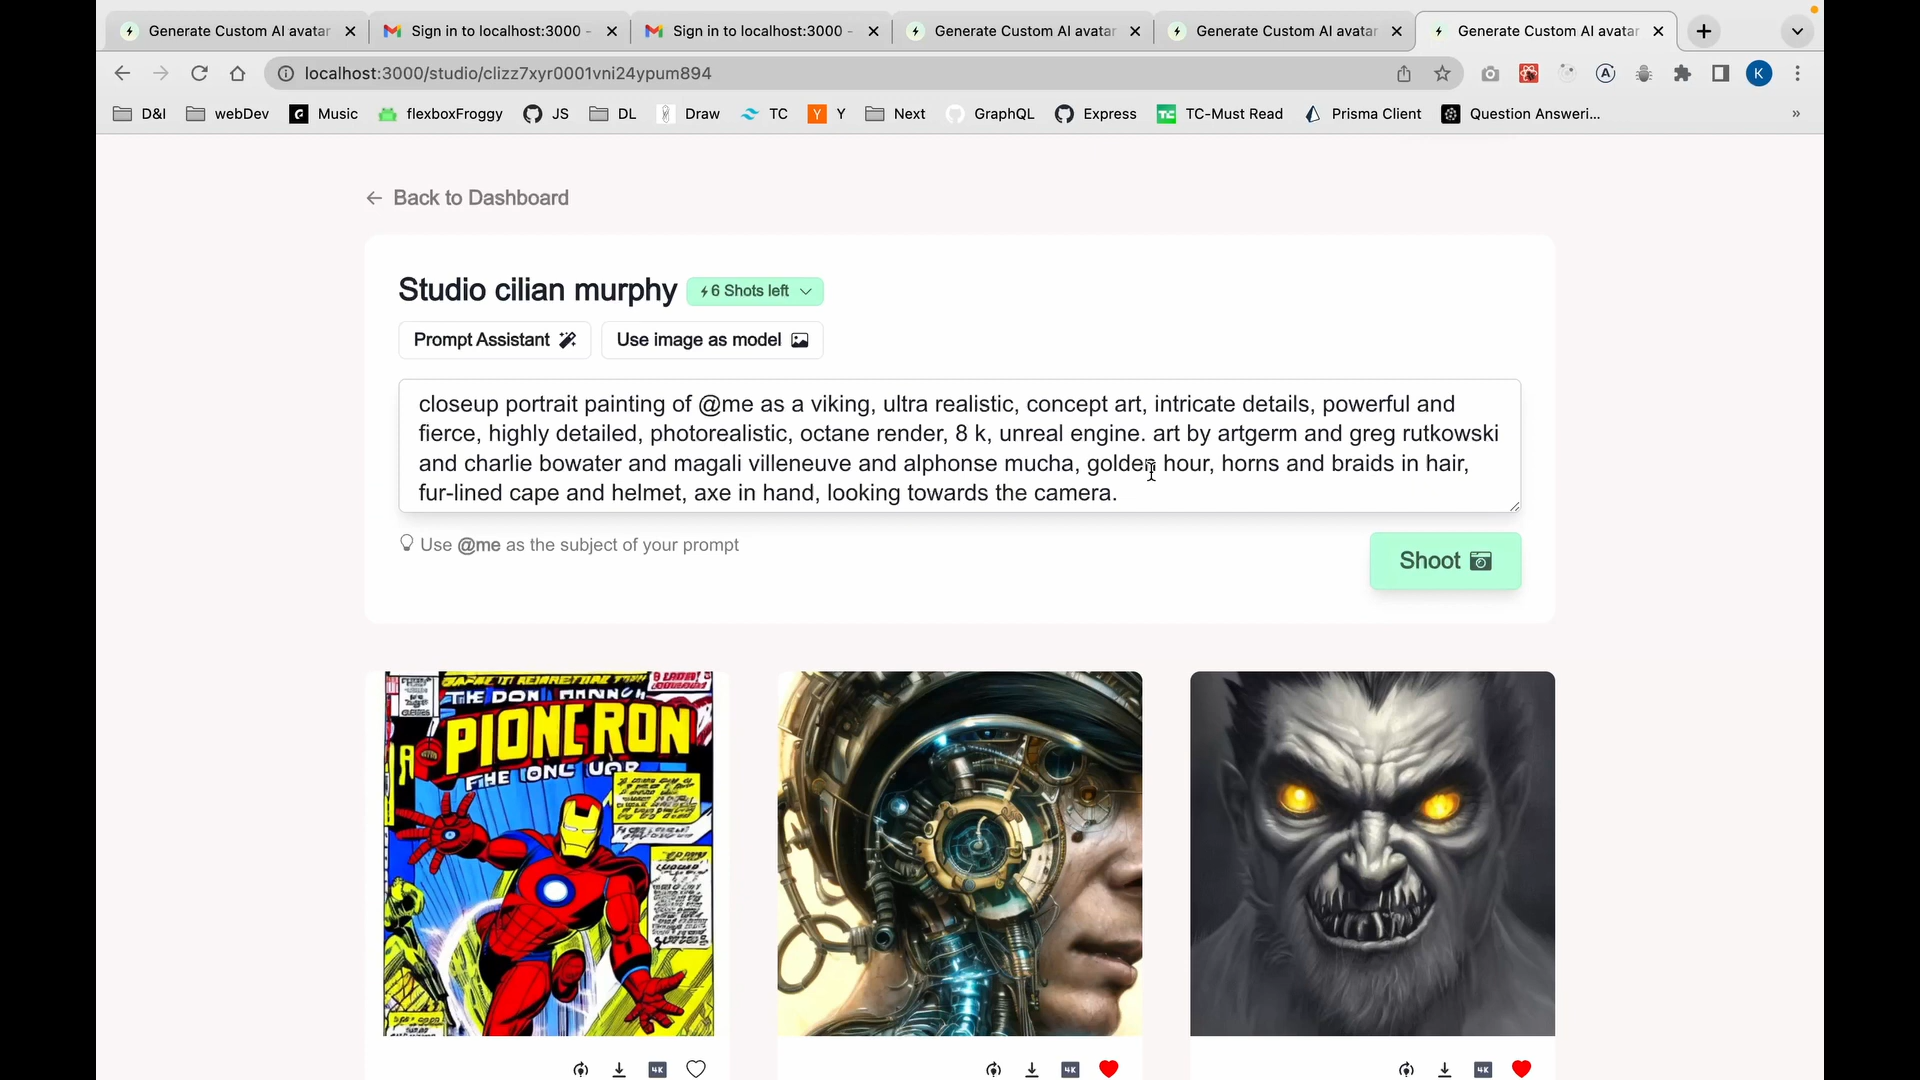 Generate Custom AI avatar
Sign in to localhost:3000 -
Sign in to localhost:3000 -
Generate Custom AI avatar
Generate Custom AI avatar
Generate Custom AI avatar
localhost:3000/studio/clizz7xyr0001vni24ypum894
K
D&I
webDev
Music
flexboxFroggy
JS
DL
Draw
TC
Y
Next
GraphQL
Express
TC-Must Read
Prisma Client
Question Answeri...
»
← Back to Dashboard
Studio cilian murphy
6 Shots left
Prompt Assistant
Use image as model
closeup portrait painting of @me as a viking, ultra realistic, concept art, intricate details, powerful and
fierce, highly detailed, photorealistic, octane render, 8 k, unreal engine. art by artgerm and greg rutkowski
and charlie bowater and magali villeneuve and alphonse mucha, golden hour, horns and braids in hair,
fur-lined cape and helmet, axe in hand, looking towards the camera.
Use @me as the subject of your prompt
Shoot
THE DON
4K
4K
4K